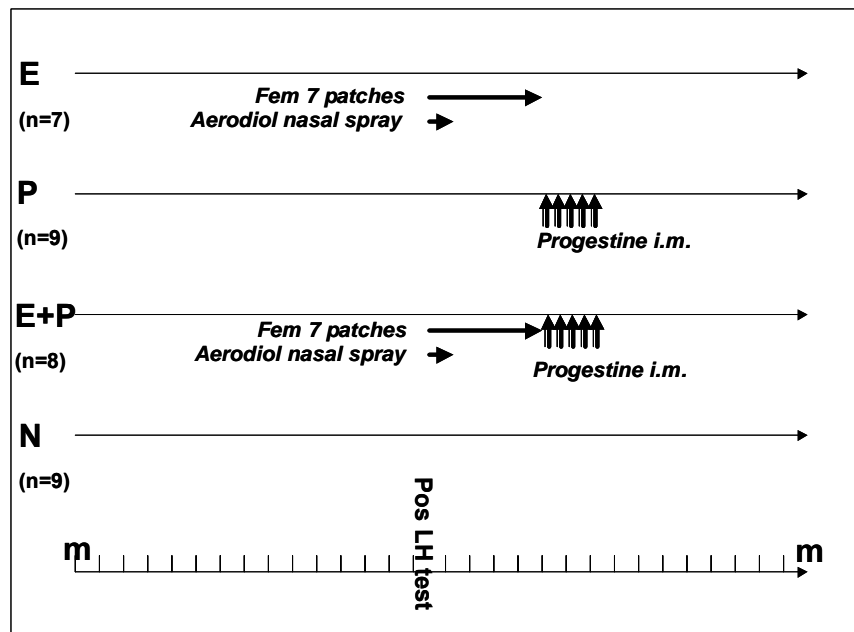 E
(n=7)
Fem 7 patches
Aerodiol nasal spray
P
(n=9)
Progestine i.m.
E+P
(n=8)
Fem 7 patches
Aerodiol nasal spray
Progestine i.m.
N
(n=9)
Pos LH test
m
m